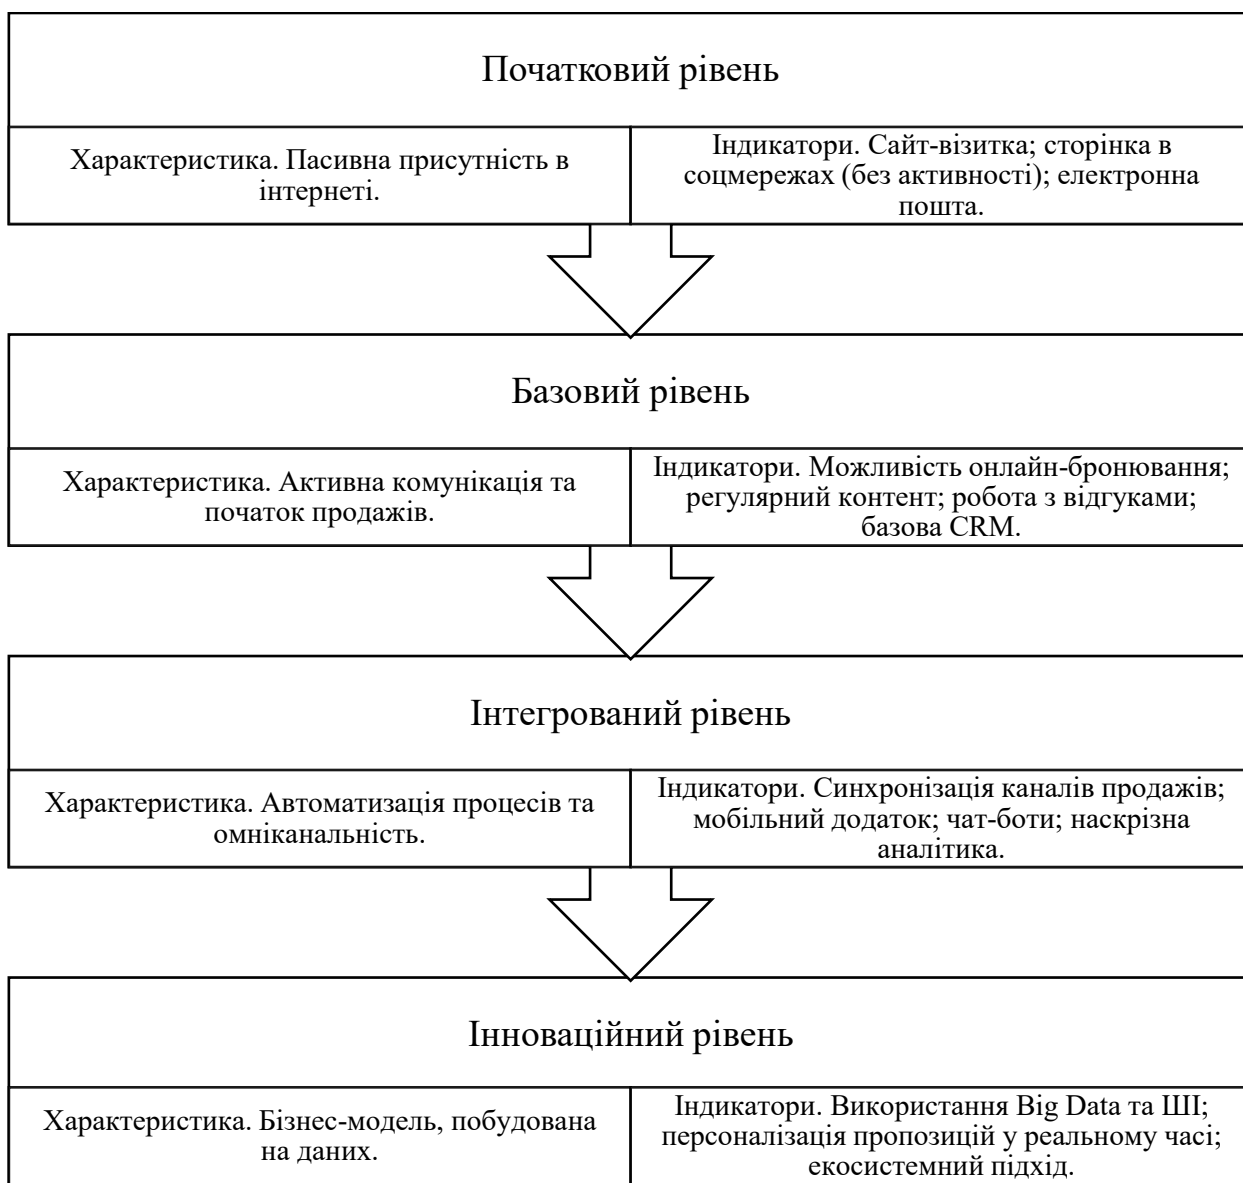 Початковий рівень
Характеристика. Пасивна присутність в
інтернеті.
Індикатори. Сайт-візитка; сторінка в
соцмережах (без активності); електронна
пошта.
Базовий рівень
Характеристика. Активна комунікація та
початок продажів.
Індикатори. Можливість онлайн-бронювання;
регулярний контент; робота з відгуками;
базова CRM.
Інтегрований рівень
Характеристика. Автоматизація процесів та
омніканальність.
Індикатори. Синхронізація каналів продажів;
мобільний додаток; чат-боти; наскрізна
аналітика.
Інноваційний рівень
Характеристика. Бізнес-модель, побудована
на даних.
Індикатори. Використання Big Data та ШІ;
персоналізація пропозицій у реальному часі;
екосистемний підхід.